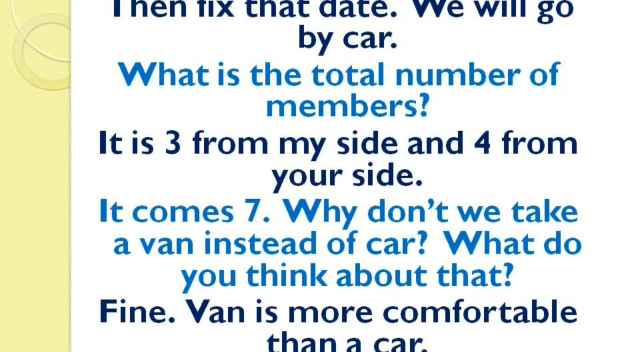 Then fix that date. We will go
by car.
What is the total number of
members?
It is 3 from my side and 4 from
your side.
It comes 7. Why don't we take
a van instead of car? What do
you think about that?
Fine. Van is more comfortable
than a car.